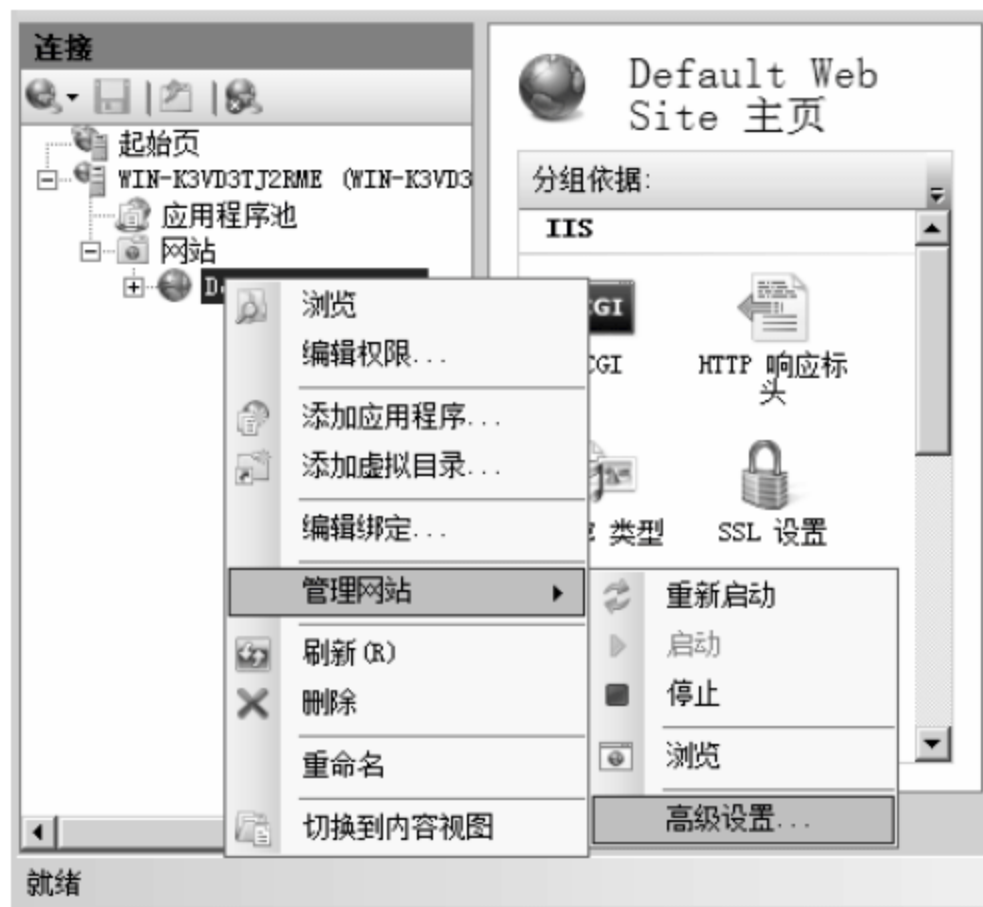 连接
起始页
WIN-K3VD3TJ2RME (WIN-K3VD3
应用程序池
网站
Default Web
Site 主页
分组依据:
IIS
CGI
HTTP 响应标
头
类型
SSL 设置
浏览
编辑权限...
添加应用程序...
添加虚拟目录...
编辑绑定...
管理网站
刷新(R)
删除
重命名
切换到内容视图
重新启动
启动
停止
浏览
高级设置...
就绪